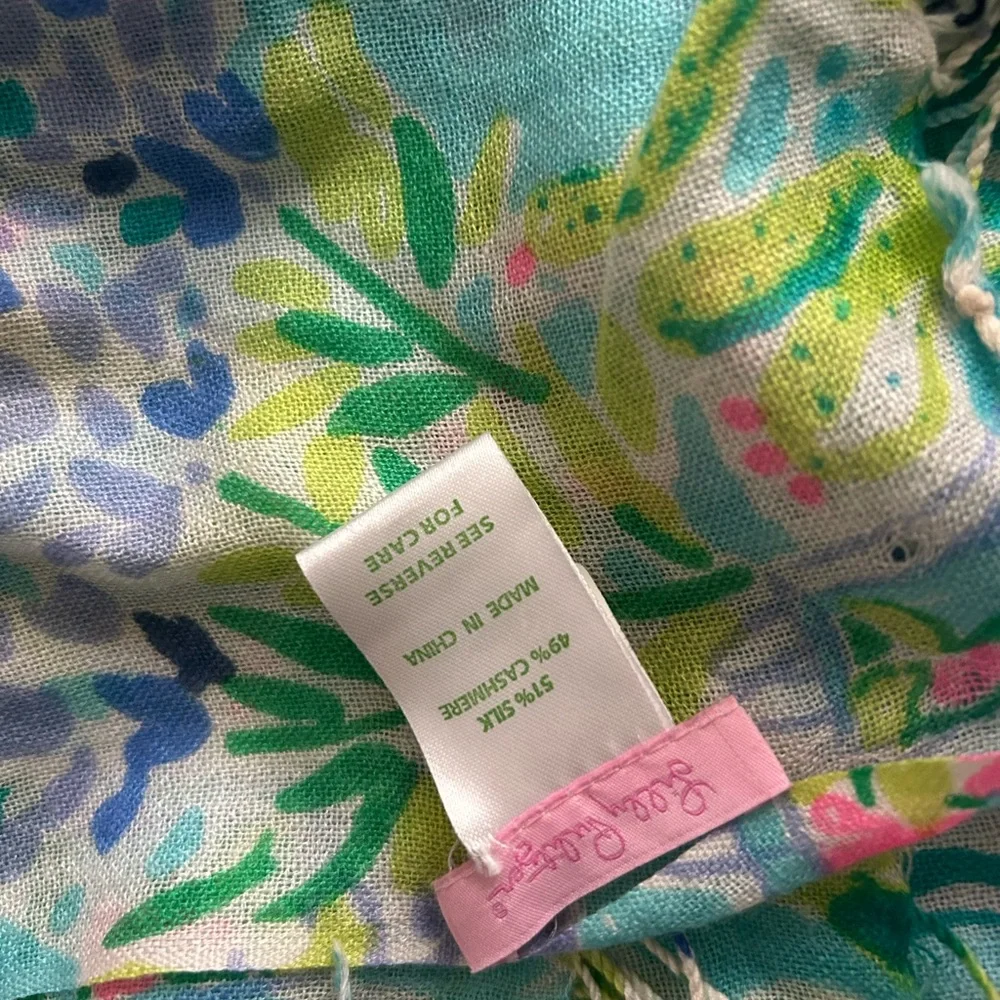 Lilly Pulitzer®
51% SILK
49% CASHMERE
MADE IN CHINA
SEE REVERSE
FOR CARE